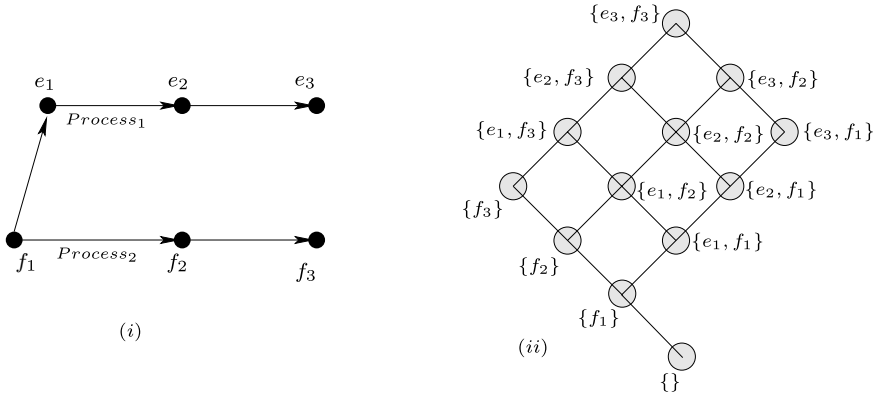 e₁ e₂ e₃
Process₁
Process₂
f₁ f₂ f₃
(i)
{e₃, f₃}
{e₂, f₃} {e₃, f₂}
{e₁, f₃} {e₂, f₂} {e₃, f₁}
{f₃} {e₁, f₂} {e₂, f₁}
{f₂} {e₁, f₁}
{f₁}
{}
(ii)